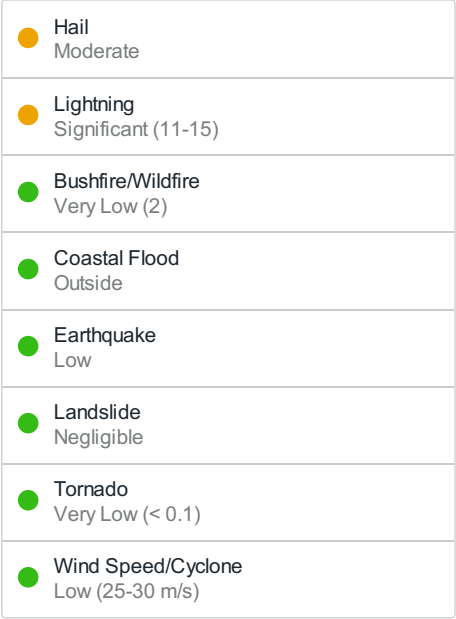 Hail
Moderate
Lightning
Significant (11-15)
Bushfire/Wildfire
Very Low (2)
Coastal Flood
Outside
Earthquake
Low
Landslide
Negligible
Tornado
Very Low (< 0.1)
Wind Speed/Cyclone
Low (25-30 m/s)